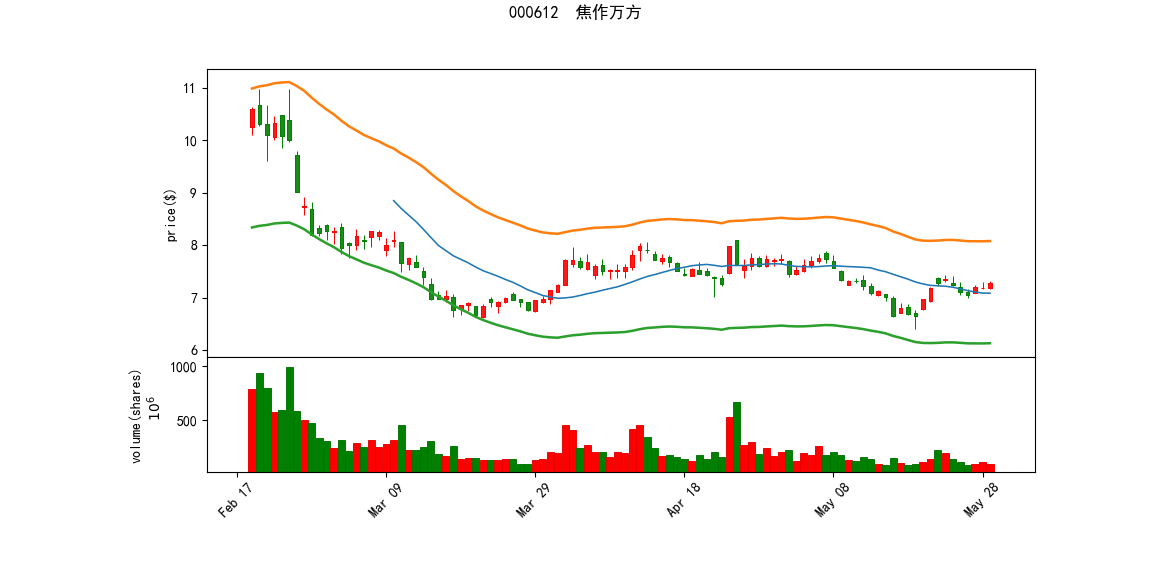 000612 焦作万方
11
10
9
8
7
6
price($)
1000
500
volume(shares)
10^6
Feb 17
Mar 09
Mar 29
Apr 18
May 08
May 28